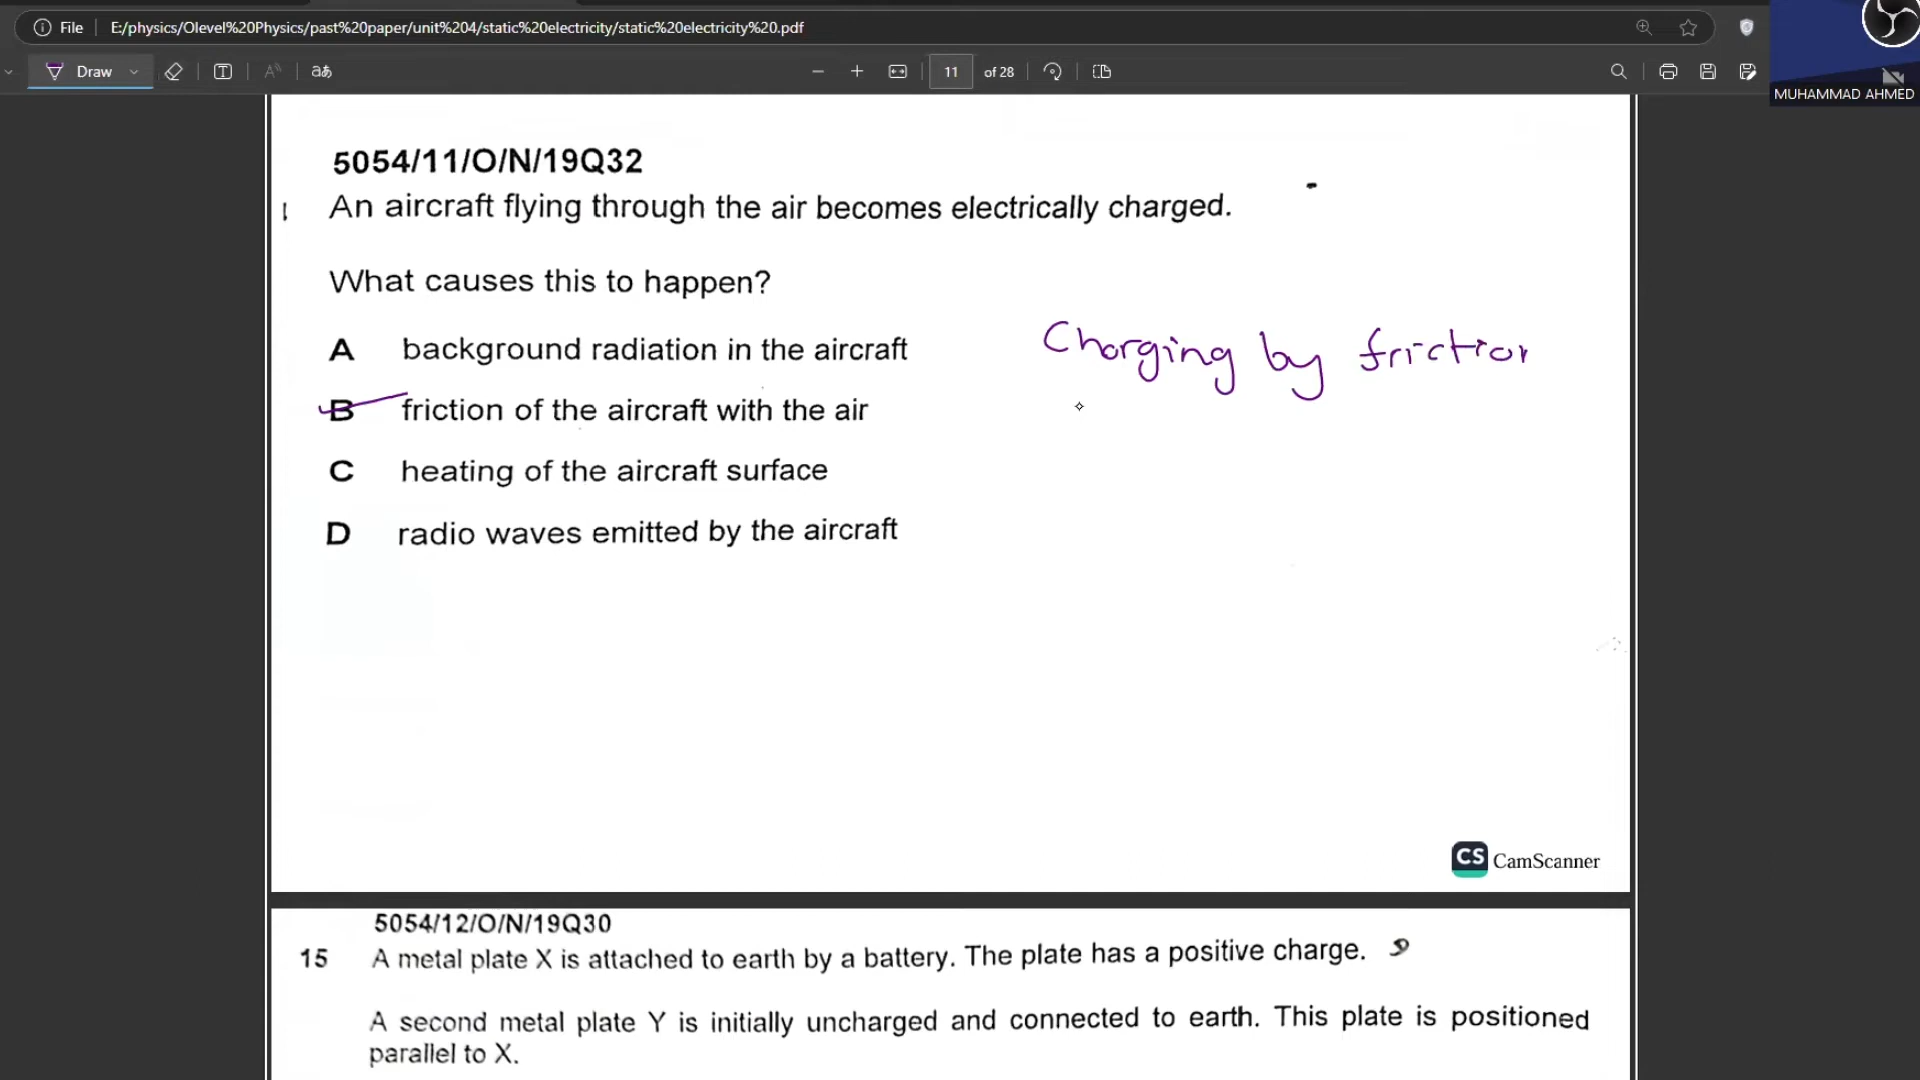 File E:/physics/Olevel%20Physics/past%20paper/unit%204/static%20electricity/static%20electricity%20.pdf
Draw 11 of 28
MUHAMMAD AHMED
5054/11/O/N/19Q32
An aircraft flying through the air becomes electrically charged.
What causes this to happen?
A background radiation in the aircraft
Charging by friction
B friction of the aircraft with the air
C heating of the aircraft surface
D radio waves emitted by the aircraft
CS CamScanner
5054/12/O/N/19Q30
15 A metal plate X is attached to earth by a battery. The plate has a positive charge.
A second metal plate Y is initially uncharged and connected to earth. This plate is positioned
parallel to X.